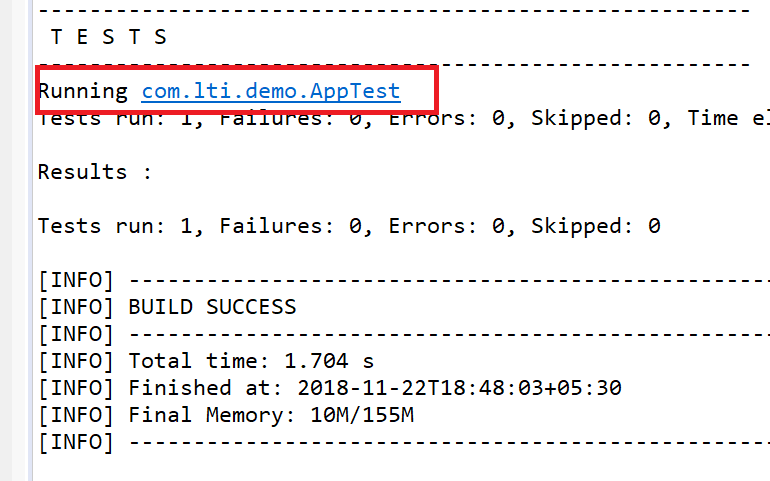 -------------------------------------------------------
T E S T S
-------------------------------------------------------
Running com.lti.demo.AppTest
Tests run: 1, Failures: 0, Errors: 0, Skipped: 0, Time el
Results :
Tests run: 1, Failures: 0, Errors: 0, Skipped: 0
[INFO] --------------------------------------------------
[INFO] BUILD SUCCESS
[INFO] --------------------------------------------------
[INFO] Total time: 1.704 s
[INFO] Finished at: 2018-11-22T18:48:03+05:30
[INFO] Final Memory: 10M/155M
[INFO] --------------------------------------------------